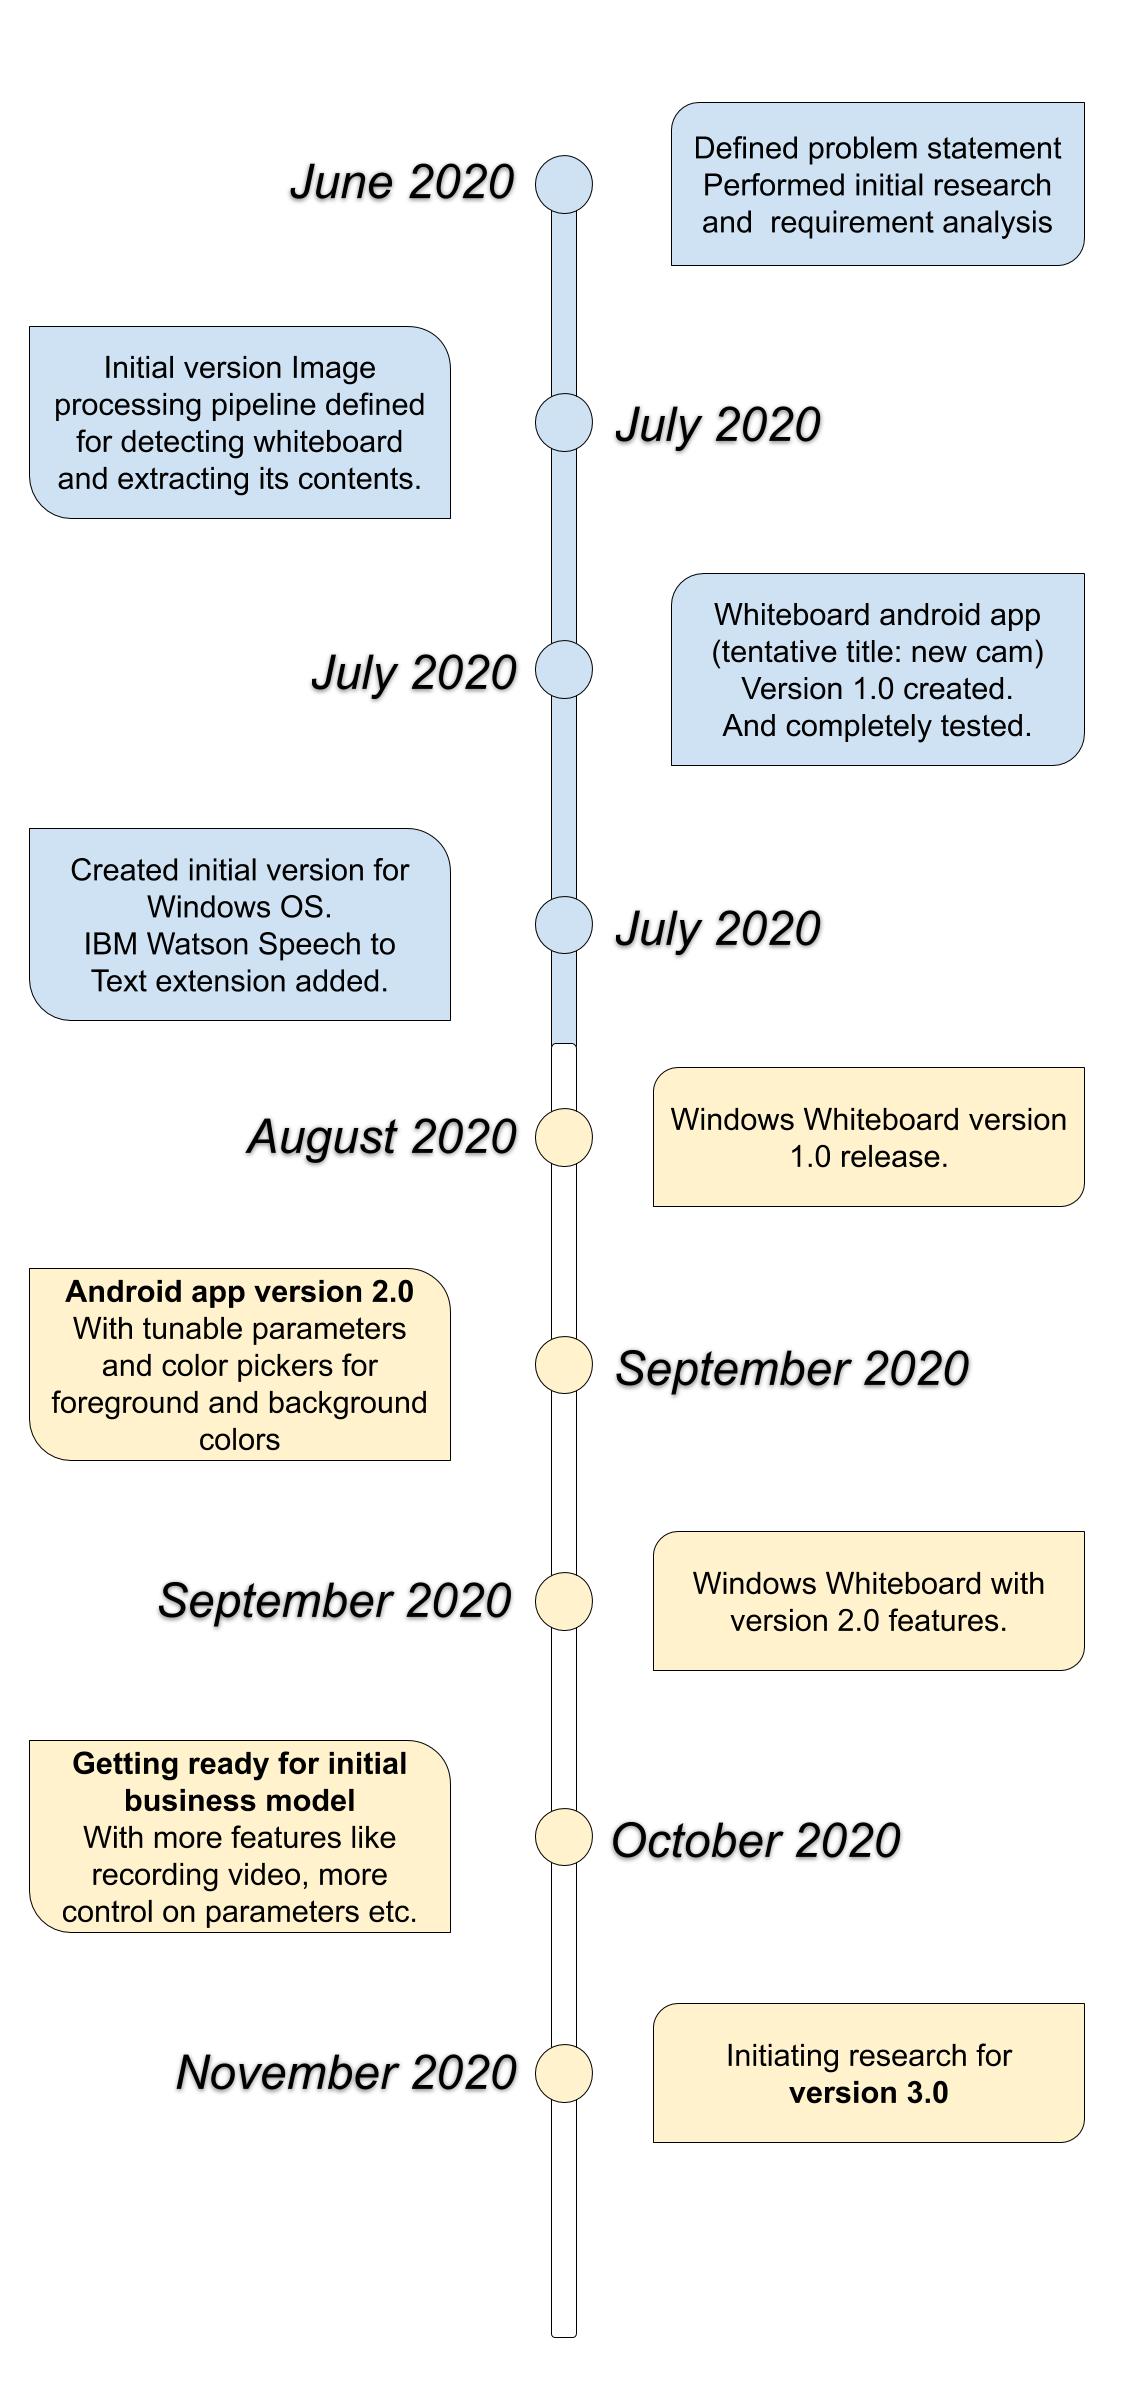 June 2020
Defined problem statement
Performed initial research
and  requirement analysis
Initial version Image
processing pipeline defined
for detecting whiteboard
and extracting its contents.
July 2020
July 2020
Whiteboard android app
(tentative title: new cam)
Version 1.0 created.
And completely tested.
Created initial version for
Windows OS.
IBM Watson Speech to
Text extension added.
July 2020
August 2020
Windows Whiteboard version
1.0 release.
Android app version 2.0
With tunable parameters
and color pickers for
foreground and background
colors
September 2020
September 2020
Windows Whiteboard with
version 2.0 features.
Getting ready for initial
business model
With more features like
recording video, more
control on parameters etc.
October 2020
November 2020
Initiating research for
version 3.0